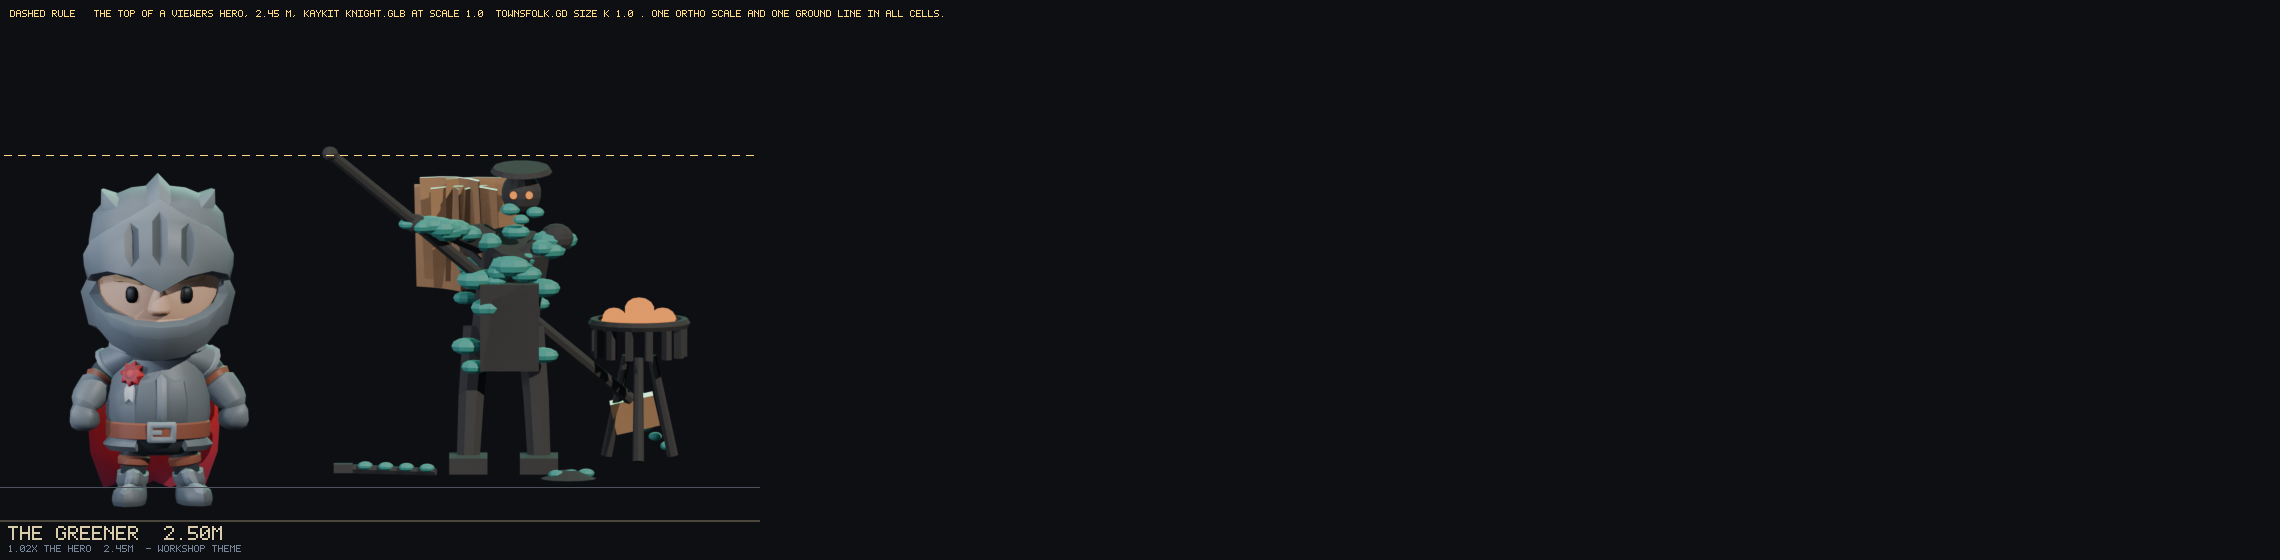 DASHED RULE   THE TOP OF A VIEWERS HERO, 2.45 M, KAYKIT KNIGHT.GLB AT SCALE 1.0  TOWNSFOLK.GD SIZE K 1.0 . ONE ORTHO SCALE AND ONE GROUND LINE IN ALL CELLS.
THE GREENER  2.50M
1.02X THE HERO  2.45M  - WORKSHOP THEME